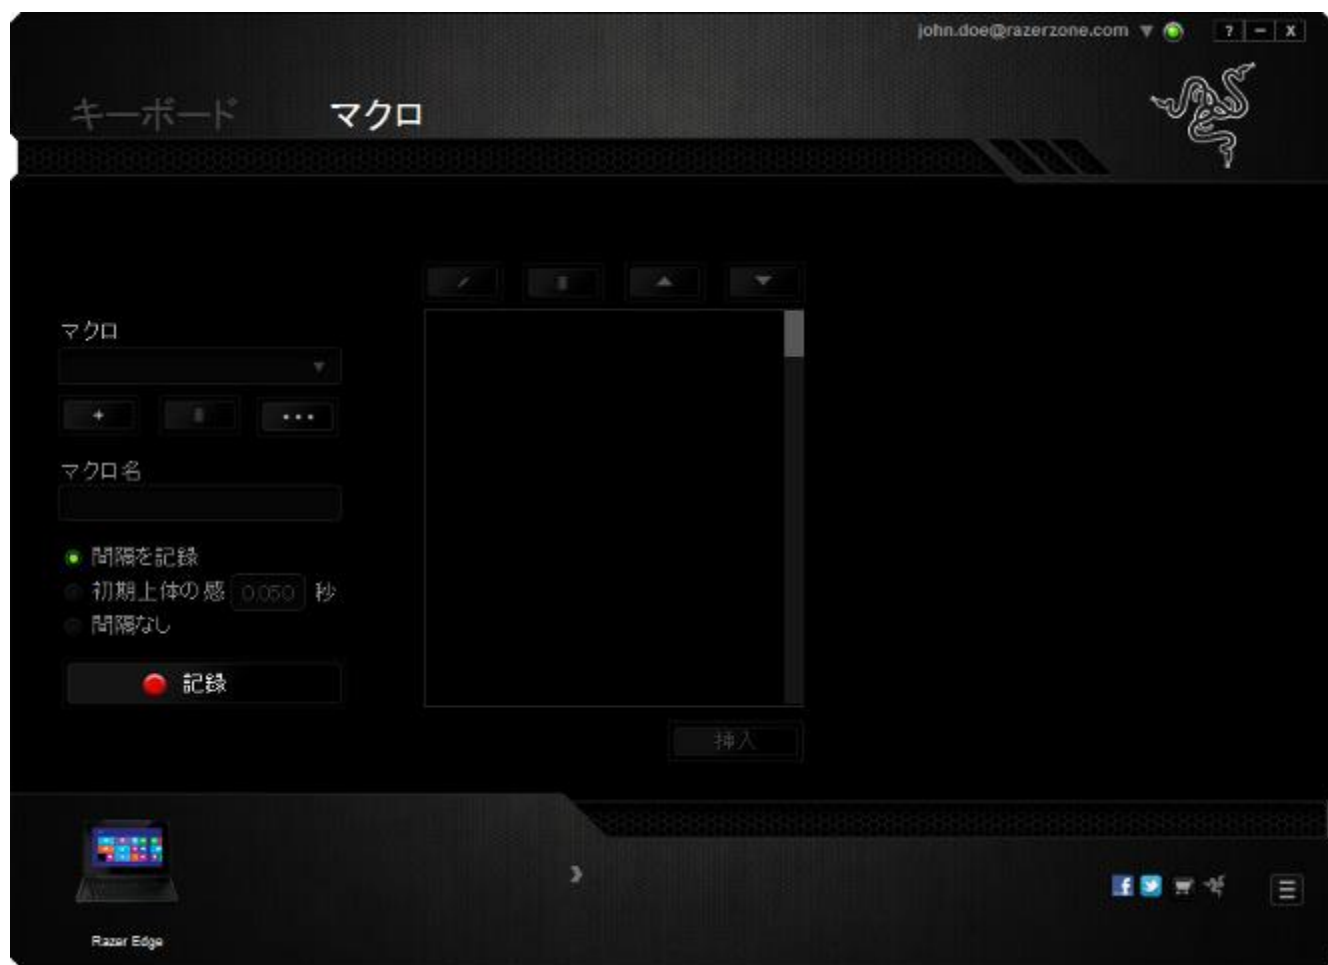 john.doe@razerzone.com
? – X
キーボード マクロ
マクロ
マクロ名
間隔を記録
初期上体の感 0.050 秒
間隔なし
記録
挿入
Razer Edge